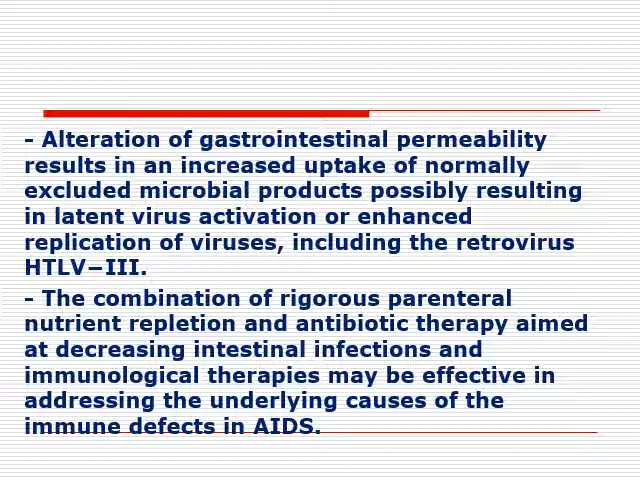 - Alteration of gastrointestinal permeability
results in an increased uptake of normally
excluded microbial products possibly resulting
in latent virus activation or enhanced
replication of viruses, including the retrovirus
HTLV−III.
- The combination of rigorous parenteral
nutrient repletion and antibiotic therapy aimed
at decreasing intestinal infections and
immunological therapies may be effective in
addressing the underlying causes of the
immune defects in AIDS.